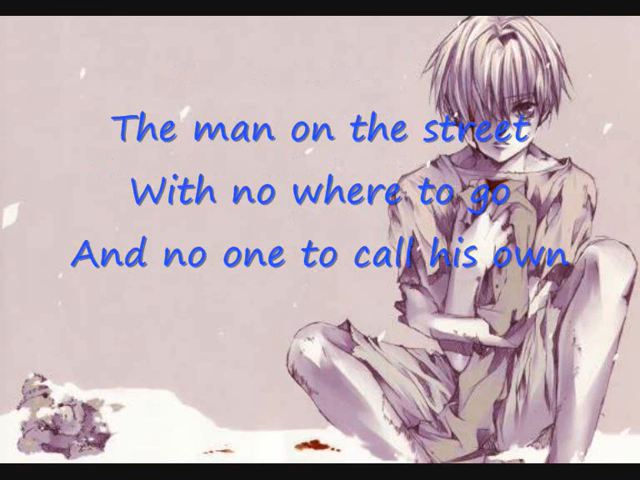 The man on the street
With no where to go
And no one to call his own